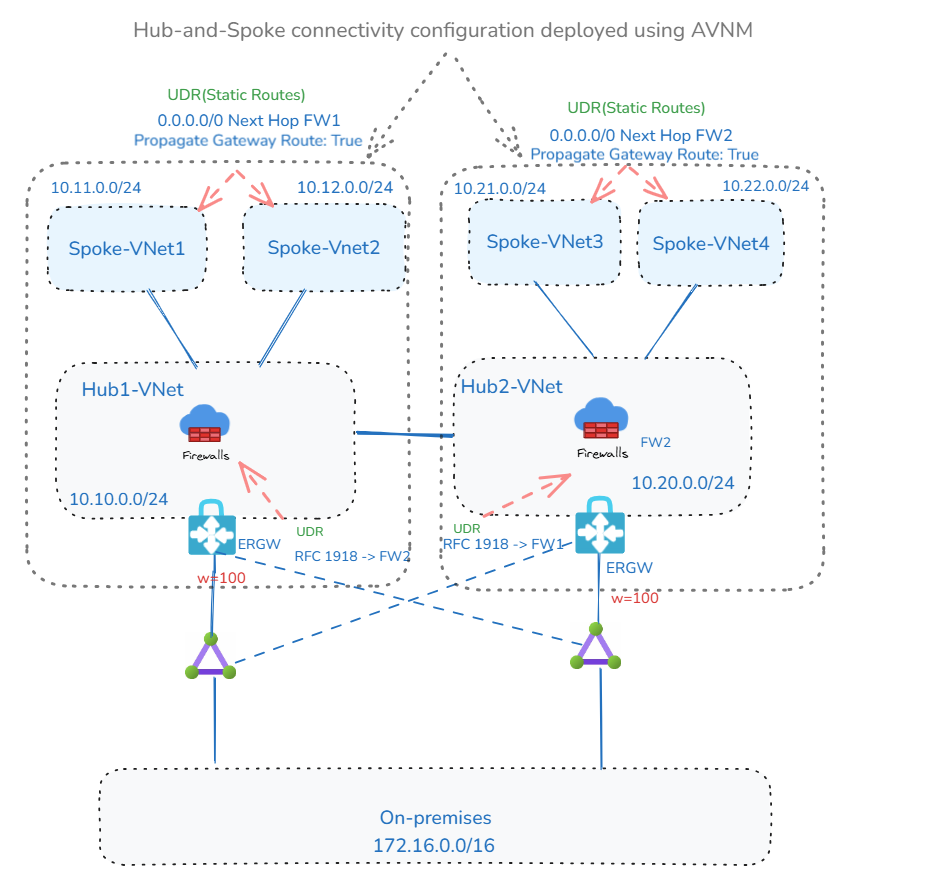 Hub-and-Spoke connectivity configuration deployed using AVNM
UDR(Static Routes)
0.0.0.0/0 Next Hop FW1
Propagate Gateway Route: True
UDR(Static Routes)
0.0.0.0/0 Next Hop FW2
Propagate Gateway Route: True
10.11.0.0/24
10.12.0.0/24
10.21.0.0/24
10.22.0.0/24
Spoke-VNet1
Spoke-Vnet2
Spoke-VNet3
Spoke-VNet4
Hub1-VNet
Firewalls
10.10.0.0/24
Hub2-VNet
Firewalls
FW2
10.20.0.0/24
UDR
RFC 1918 -> FW2
ERGW
w=100
UDR
RFC 1918 -> FW1
ERGW
w=100
On-premises
172.16.0.0/16